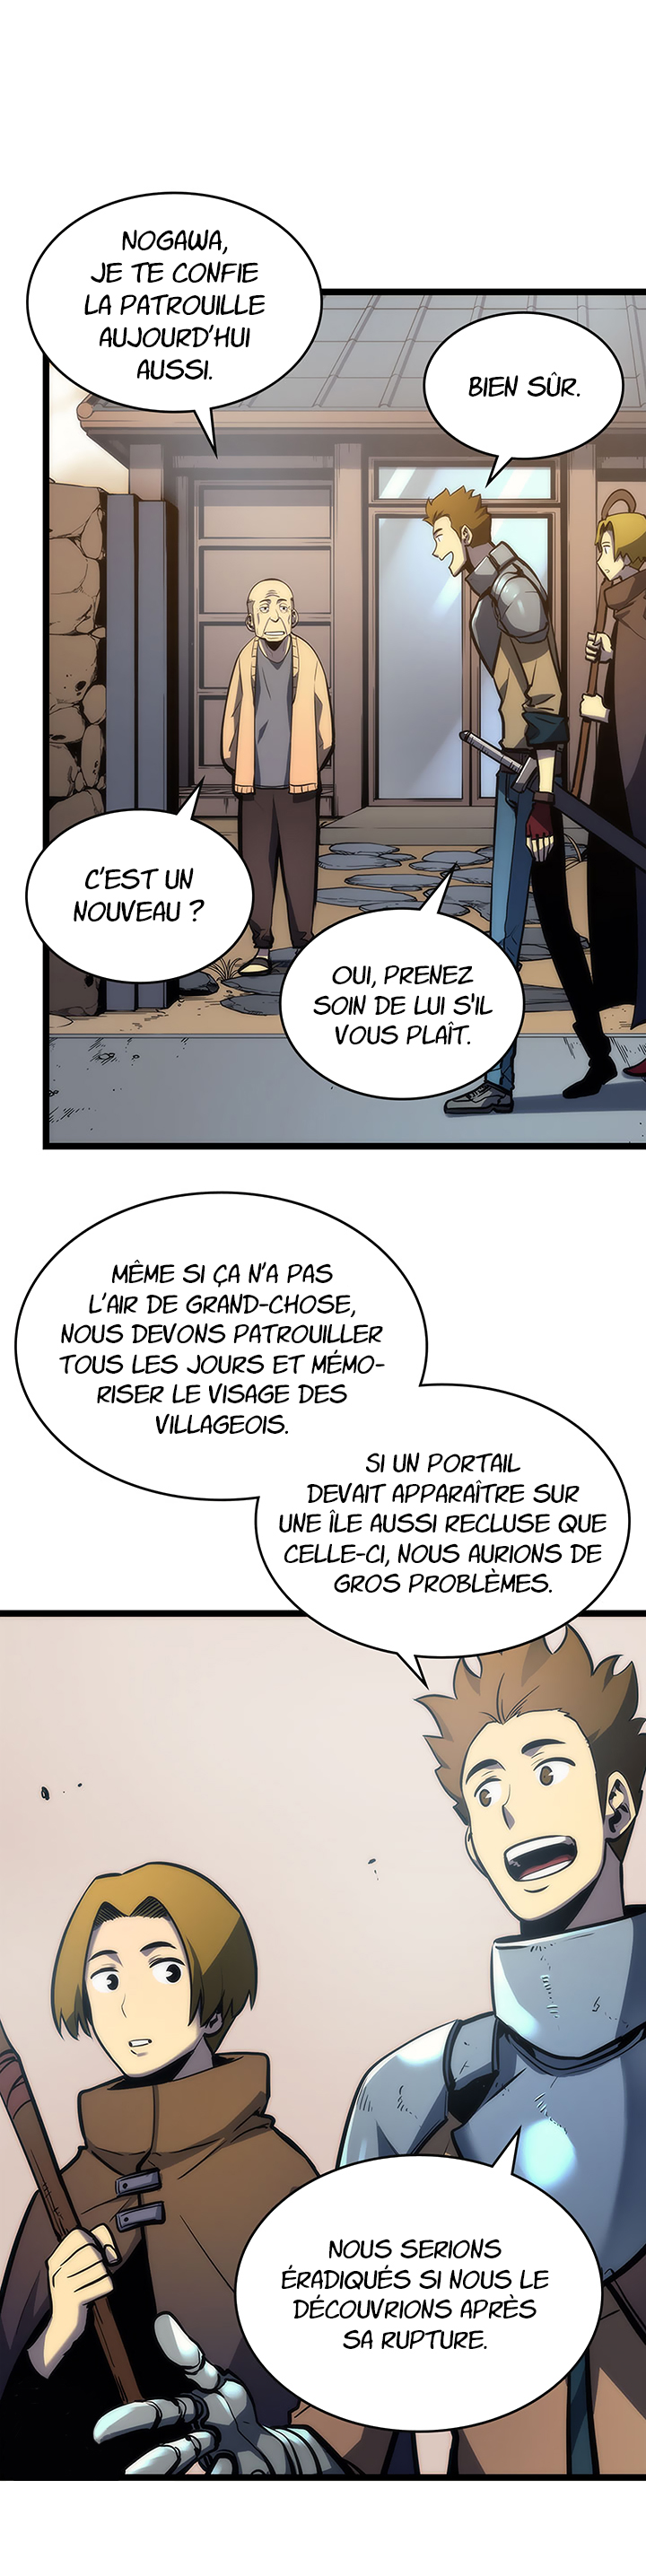 NOGAWA,
JE TE CONFIE
LA PATROUILLE
AUJOURD'HUI
AUSSI.
BIEN SÛR.
C'EST UN
NOUVEAU ?
OUI, PRENEZ
SOIN DE LUI S'IL
VOUS PLAÎT.
MÊME SI ÇA N'A PAS
L'AIR DE GRAND-CHOSE,
NOUS DEVONS PATROUILLER
TOUS LES JOURS ET MÉMO-
RISER LE VISAGE DES
VILLAGEOIS.
SI UN PORTAIL
DEVAIT APPARAÎTRE SUR
UNE ÎLE AUSSI RECLUSE QUE
CELLE-CI, NOUS AURIONS DE
GROS PROBLÈMES.
NOUS SERIONS
ÉRADIQUÉS SI NOUS LE
DÉCOUVRIONS APRÈS
SA RUPTURE.